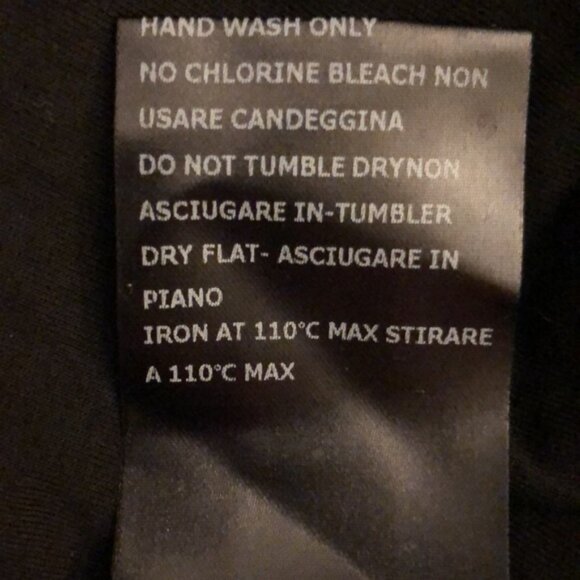 HAND WASH ONLY
NO CHLORINE BLEACH NON
USARE CANDEGGINA
DO NOT TUMBLE DRYNON
ASCIUGARE IN-TUMBLER
DRY FLAT- ASCIUGARE IN
PIANO
IRON AT 110°C MAX STIRARE
A 110°C MAX